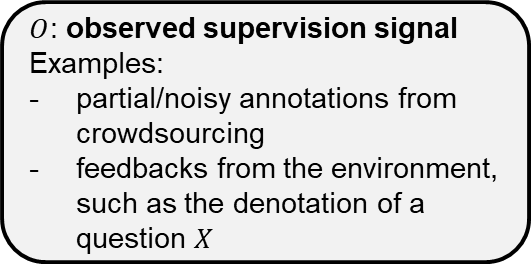 O: observed supervision signal
Examples:
- partial/noisy annotations from
crowdsourcing
- feedbacks from the environment,
such as the denotation of a
question X